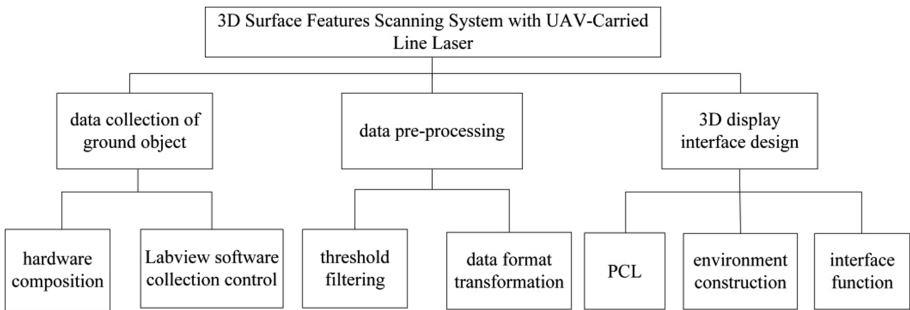 3D Surface Features Scanning System with UAV-Carried
Line Laser
data collection of
ground object
data pre-processing
3D display
interface design
hardware
composition
Labview software
collection control
threshold
filtering
data format
transformation
PCL
environment
construction
interface
function